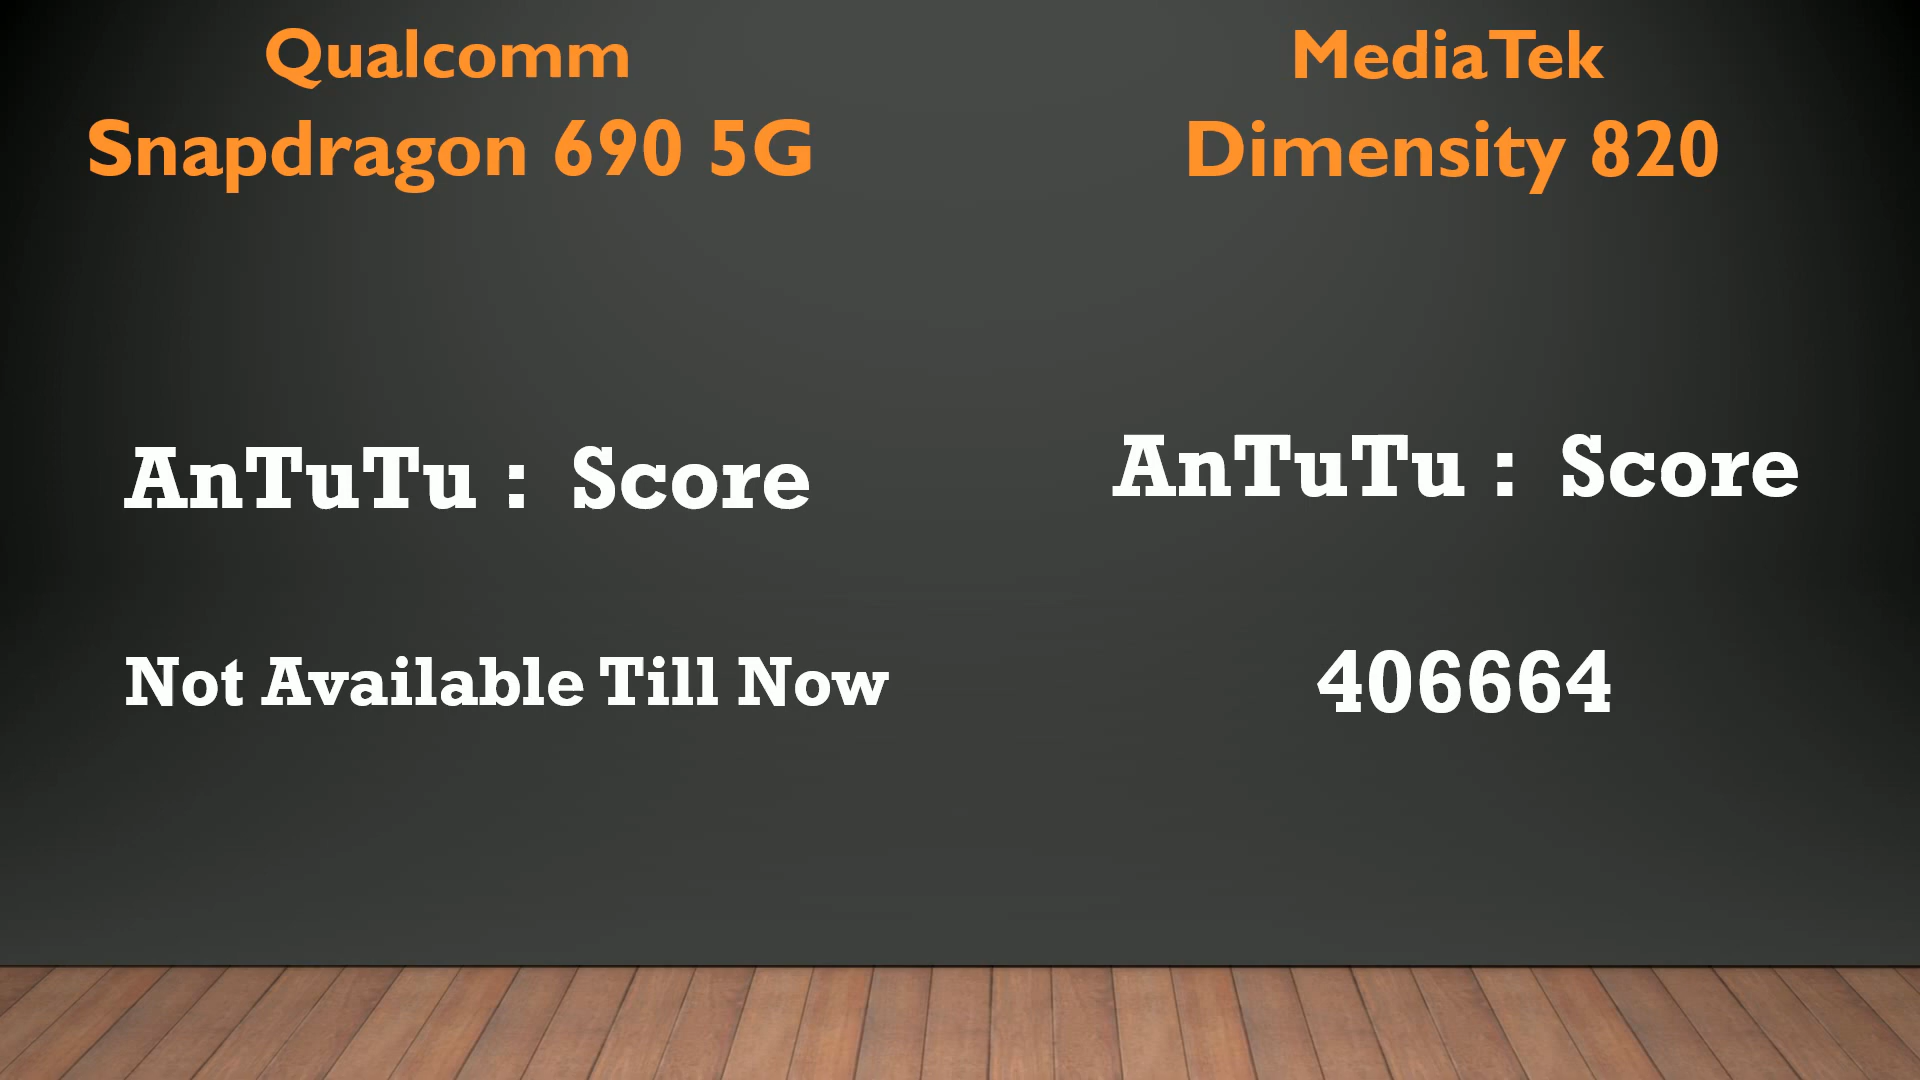 Qualcomm
Snapdragon 690 5G
AnTuTu : Score
Not Available Till Now
MediaTek
Dimensity 820
AnTuTu : Score
406664